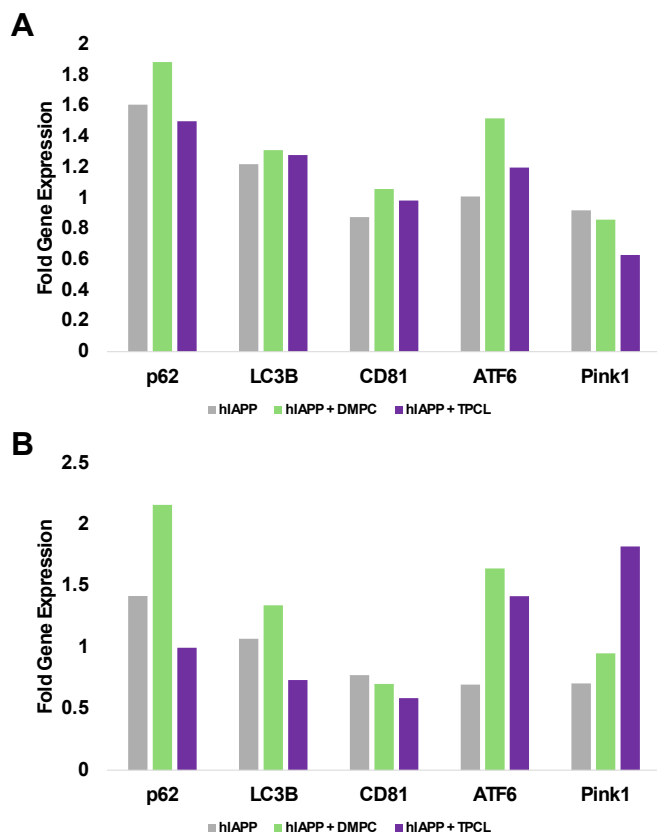 A
Fold Gene Expression
2
1.8
1.6
1.4
1.2
1
0.8
0.6
0.4
0.2
0
p62 LC3B CD81 ATF6 Pink1
hIAPP hIAPP + DMPC hIAPP + TPCL
B
Fold Gene Expression
2.5
2
1.5
1
0.5
0
p62 LC3B CD81 ATF6 Pink1
hIAPP hIAPP + DMPC hIAPP + TPCL